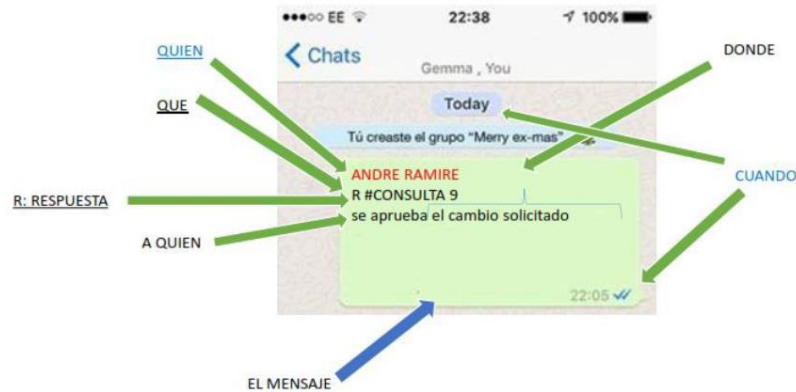 ●●●○○ EE 22:38 100%
QUIEN
Chats
DONDE
Gemma , You
QUE
Today
Tú creaste el grupo “Merry ex-mas”
ANDRE RAMIRE
CUANDO
R #CONSULTA 9
R: RESPUESTA
se aprueba el cambio solicitado
A QUIEN
22:05
EL MENSAJE